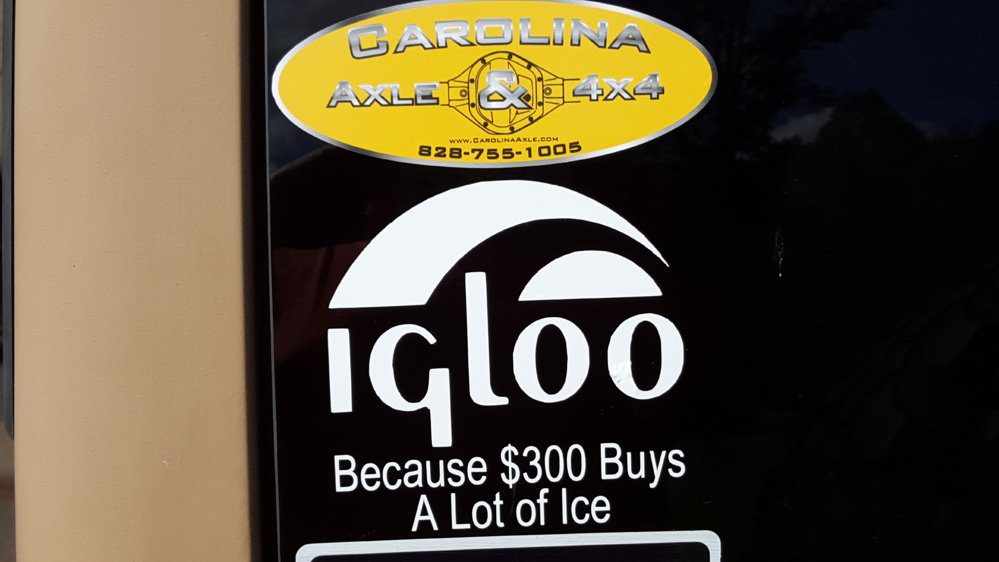 CAROLINA
AXLE & 4x4
www.CarolinaAxle.com
828-755-1005
igloo
Because $300 Buys
A Lot of Ice